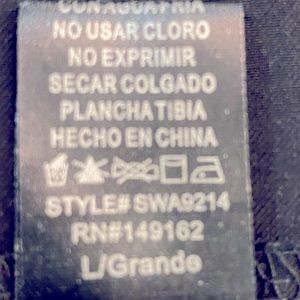 CON AGUA FRIA
NO USAR CLORO
NO EXPRIMIR
SECAR COLGADO
PLANCHA TIBIA
HECHO EN CHINA
STYLE# SWA9214
RN#149162
L/Grande